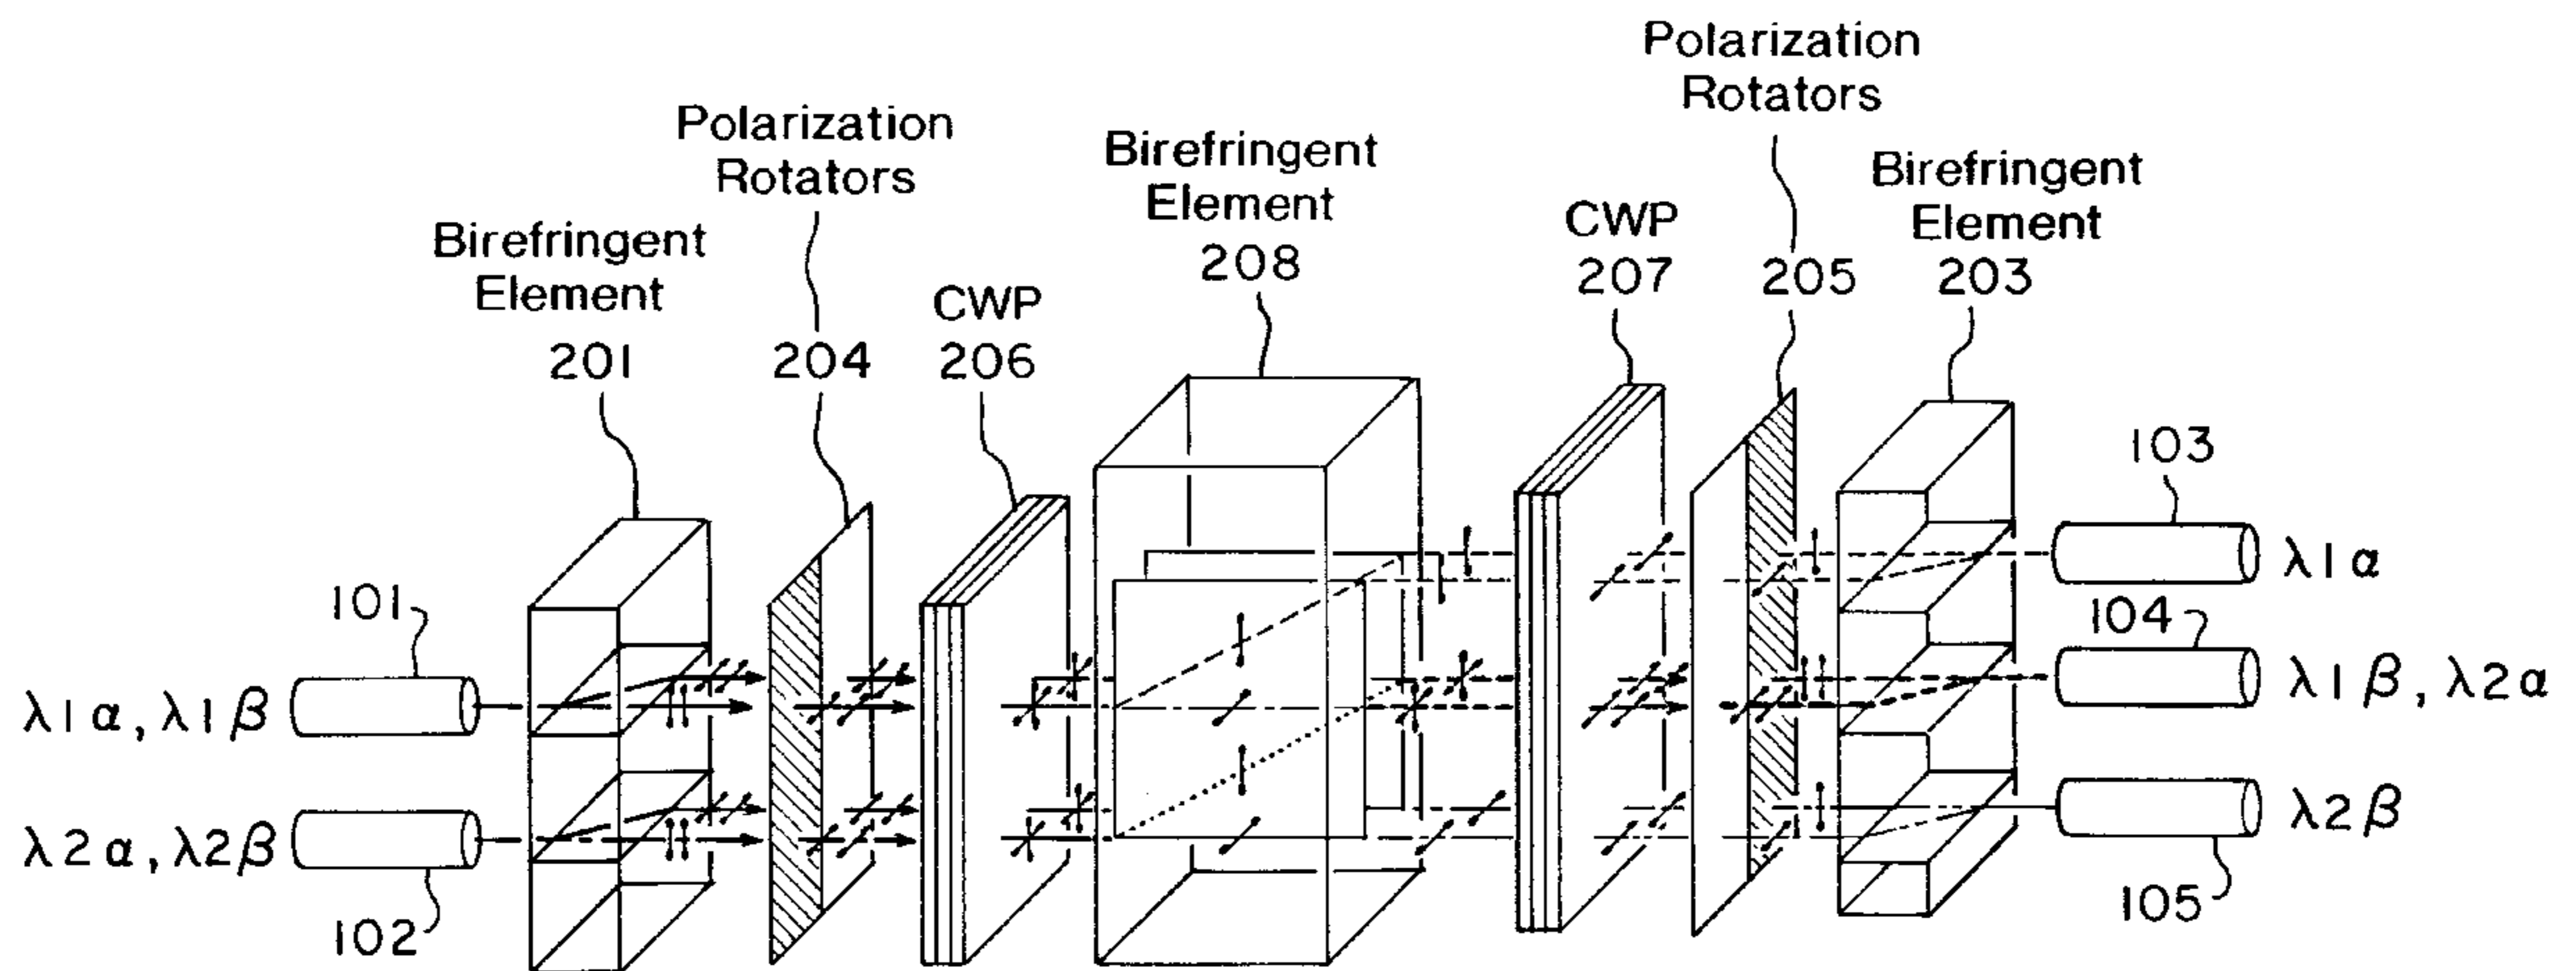 Birefringent
Element
201
Polarization
Rotators
204
CWP
206
Birefringent
Element
208
CWP
207
Polarization
Rotators
205
Birefringent
Element
203
101
λ1α, λ1β
λ2α, λ2β
102
103
λ1α
104
λ1β, λ2α
λ2β
105